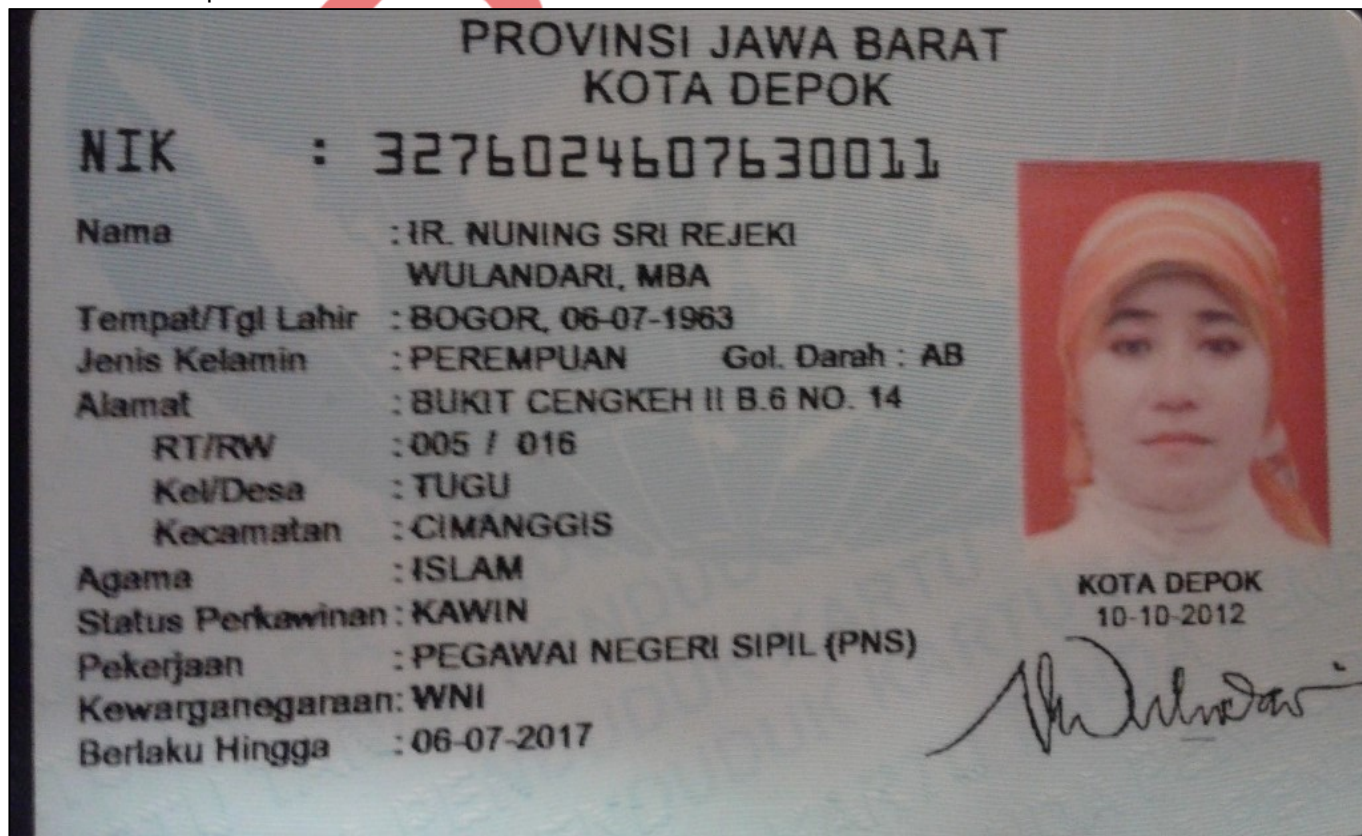 PROVINSI JAWA BARAT
KOTA DEPOK
NIK : 3276024607630011
Nama : IR. NUNING SRI REJEKI
WULANDARI, MBA
Tempat/Tgl Lahir : BOGOR, 06-07-1963
Jenis Kelamin : PEREMPUAN Gol. Darah : AB
Alamat : BUKIT CENGKEH II B.6 NO. 14
RT/RW : 005 / 016
Kel/Desa : TUGU
Kecamatan : CIMANGGIS
Agama : ISLAM
Status Perkawinan : KAWIN
Pekerjaan : PEGAWAI NEGERI SIPIL (PNS)
Kewarganegaraan: WNI
Berlaku Hingga : 06-07-2017
KOTA DEPOK
10-10-2012